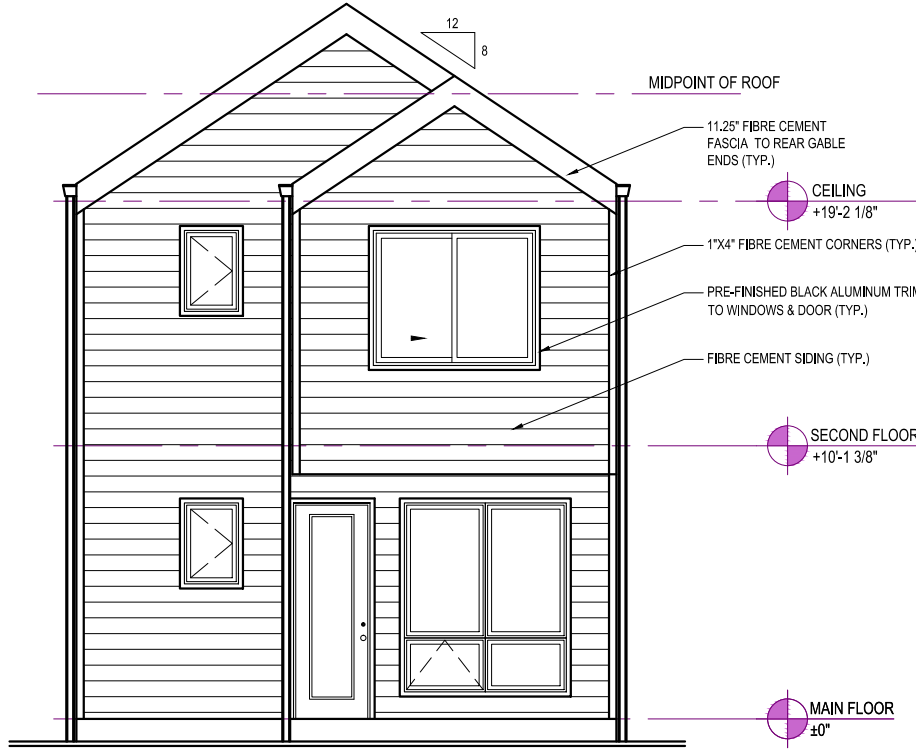 12
8
MIDPOINT OF ROOF
11.25" FIBRE CEMENT
FASCIA TO REAR GABLE
ENDS (TYP.)
CEILING
+19'-2 1/8"
1"X4" FIBRE CEMENT CORNERS (TYP.)
PRE-FINISHED BLACK ALUMINUM TRIM
TO WINDOWS & DOOR (TYP.)
FIBRE CEMENT SIDING (TYP.)
SECOND FLOOR
+10'-1 3/8"
MAIN FLOOR
±0"